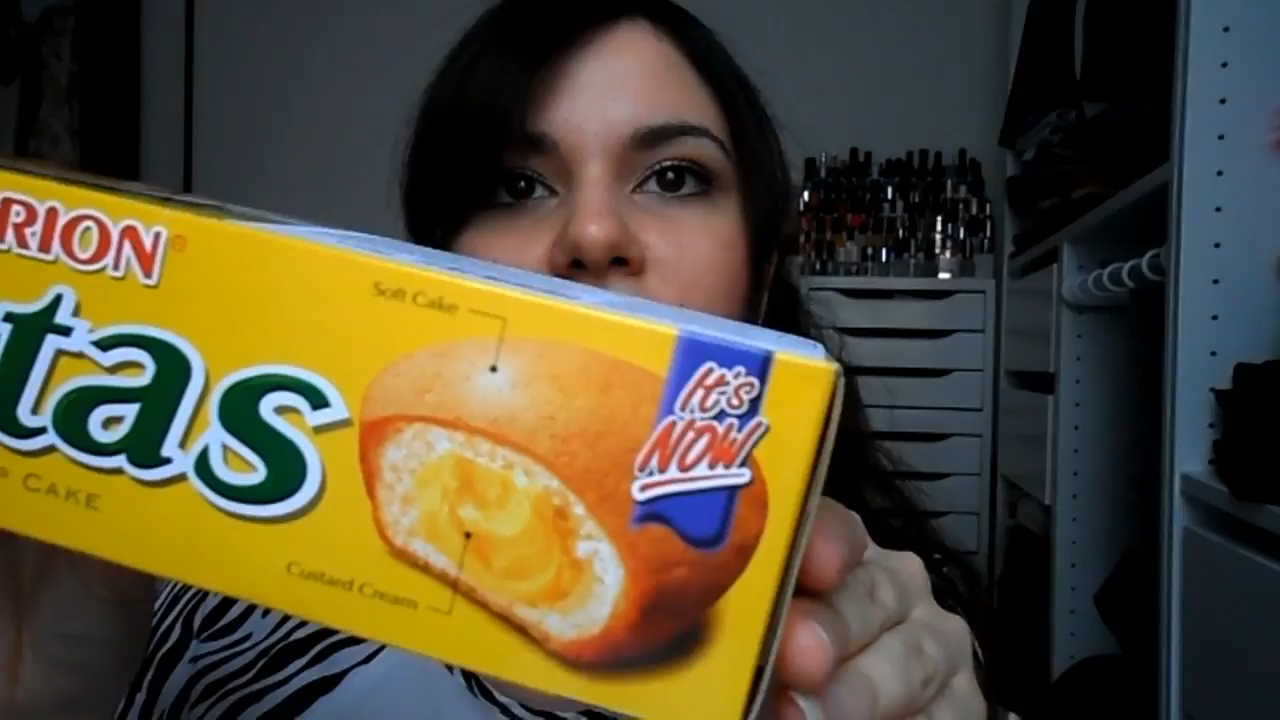 RION®
tas
CAKE
Soft Cake
Custard Cream
It's
NOW